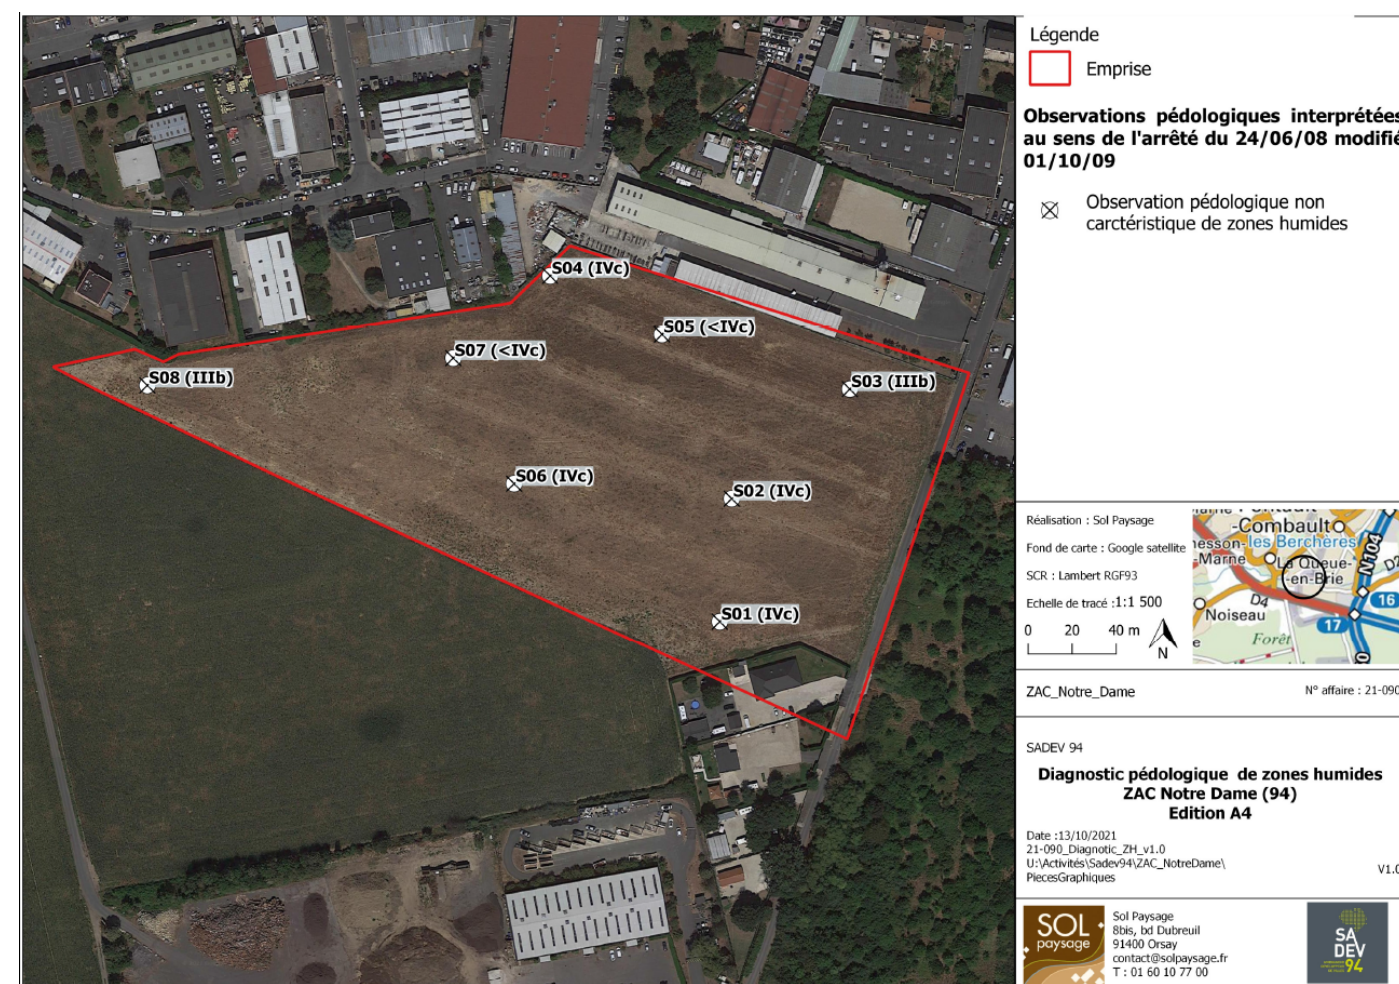 Légende
Emprise
Observations pédologiques interprétées
au sens de l'arrêté du 24/06/08 modifié
01/10/09
Observation pédologique non
carctéristique de zones humides
S04 (IVc)
S05 (<IVc)
S07 (<IVc)
S08 (IIIb)
S03 (IIIb)
S06 (IVc)
S02 (IVc)
S01 (IVc)
Réalisation : Sol Paysage
Fond de carte : Google satellite
SCR : Lambert RGF93
Echelle de tracé :1:1 500
0 20 40 m
N
-Combault
les Berchères
Marne
La Queue-
en-Brie
N104
D4
Noiseau
Forêt
16
17
ZAC_Notre_Dame
N° affaire : 21-090
SADEV 94
Diagnostic pédologique de zones humides
ZAC Notre Dame (94)
Edition A4
Date :13/10/2021
21-090_Diagnotic_ZH_v1.0
U:\Activités\Sadev94\ZAC_NotreDame\
PiecesGraphiques
V1.0
SOL
paysage
Sol Paysage
8bis, bd Dubreuil
91400 Orsay
contact@solpaysage.fr
T : 01 60 10 77 00
SA
DEV
94